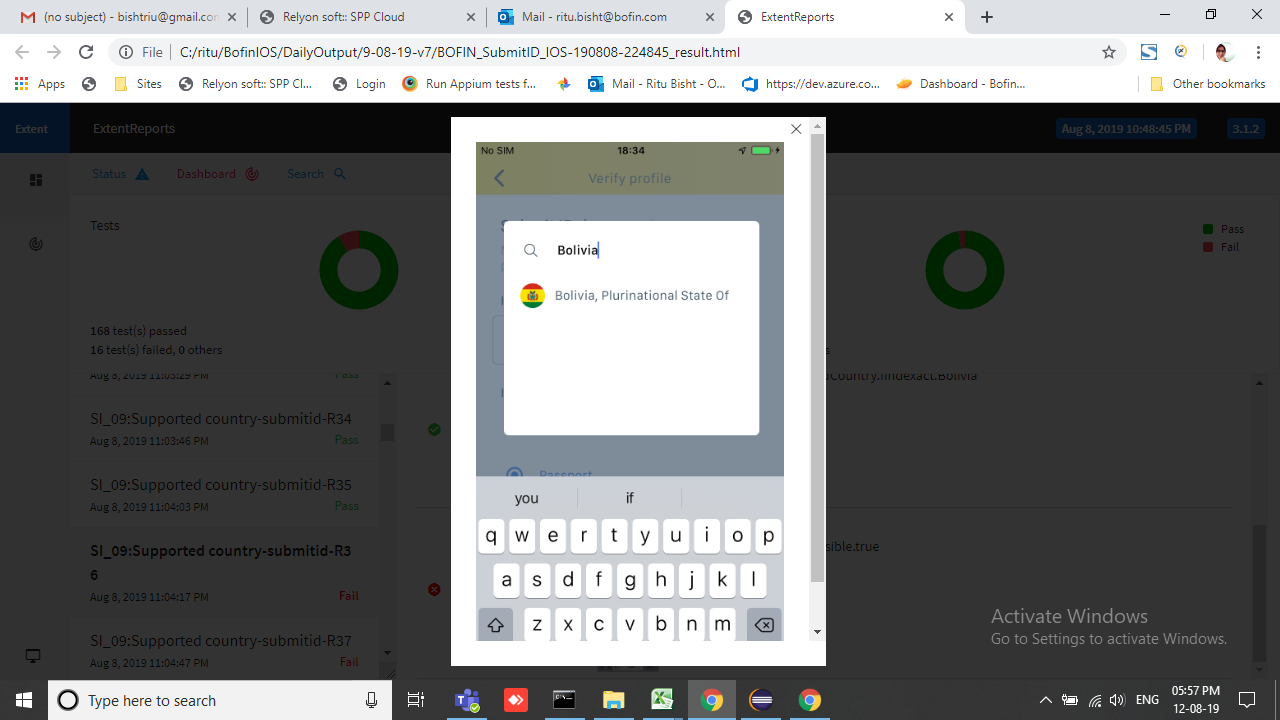 (no subject) - bishtriu@gmail.con
Relyon soft:: SPP Cloud
Mail - ritu.bisht@bofin.com
ExtentReports
File
C:/ritu/BofinIOS/DailyOutput/9-08-19-v7/BOFIN_SubmitID_IOS-190808-224845_result.html
Apps
Sites
Relyon soft:: SPP Cl...
Login
Run Appium tests f...
Mail - Ritu Bisht - O...
https://dev.azure.co...
Dashboard - Bofin...
Other bookmarks
Extent
ExtentReports
Aug 8, 2019 10:48:45 PM
3.1.2
Status
Dashboard
Search
Tests
168 test(s) passed
16 test(s) failed, 0 others
Pass
Fail
Aug 8, 2019 11:03:29 PM
Pass
SI_09:Supported country-submitid-R34
Aug 8, 2019 11:03:46 PM
Pass
SI_09:Supported country-submitid-R35
Aug 8, 2019 11:04:03 PM
Pass
SI_09:Supported country-submitid-R3
6
Aug 8, 2019 11:04:17 PM
Fail
SI_09:Supported country-submitid-R37
Aug 8, 2019 11:04:47 PM
Fail
No SIM
18:34
Verify profile
Bolivia
Bolivia, Plurinational State Of
Passport
you
if
q w e r t y u i o p
a s d f g h j k l
z x c v b n m
dCountry.findexact.Bolivia
sible.true
Activate Windows
Go to Settings to activate Windows.
Type here to search
ENG
05:57 PM
12-08-19